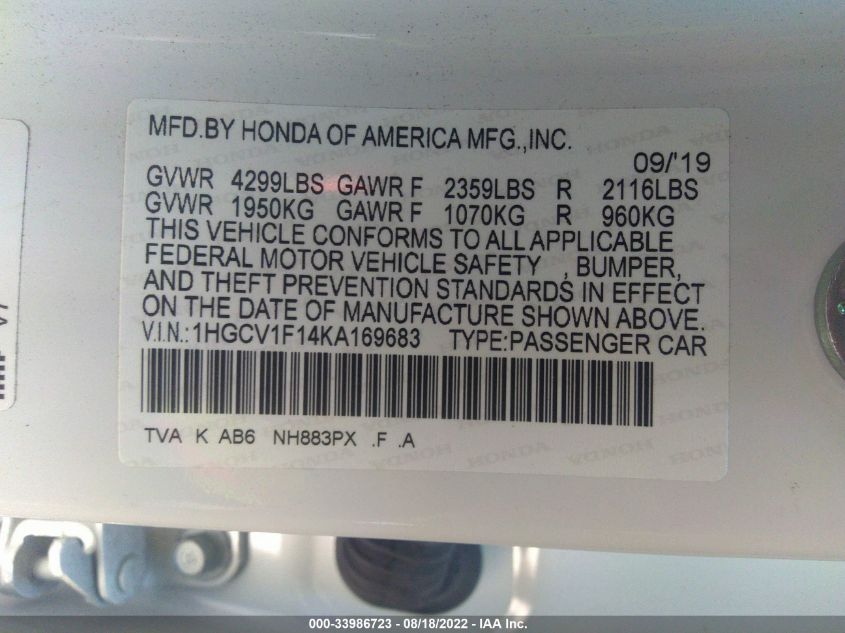 MFD.BY HONDA OF AMERICA MFG.,INC.
09/'19
GVWR 4299LBS GAWR F 2359LBS R 2116LBS
GVWR 1950KG GAWR F 1070KG R 960KG
THIS VEHICLE CONFORMS TO ALL APPLICABLE
FEDERAL MOTOR VEHICLE SAFETY , BUMPER,
AND THEFT PREVENTION STANDARDS IN EFFECT
ON THE DATE OF MANUFACTURE SHOWN ABOVE.
V.I.N.:1HGCV1F14KA169683 TYPE:PASSENGER CAR
TVA K AB6 NH883PX .F .A
000-33986723 - 08/18/2022 - IAA Inc.